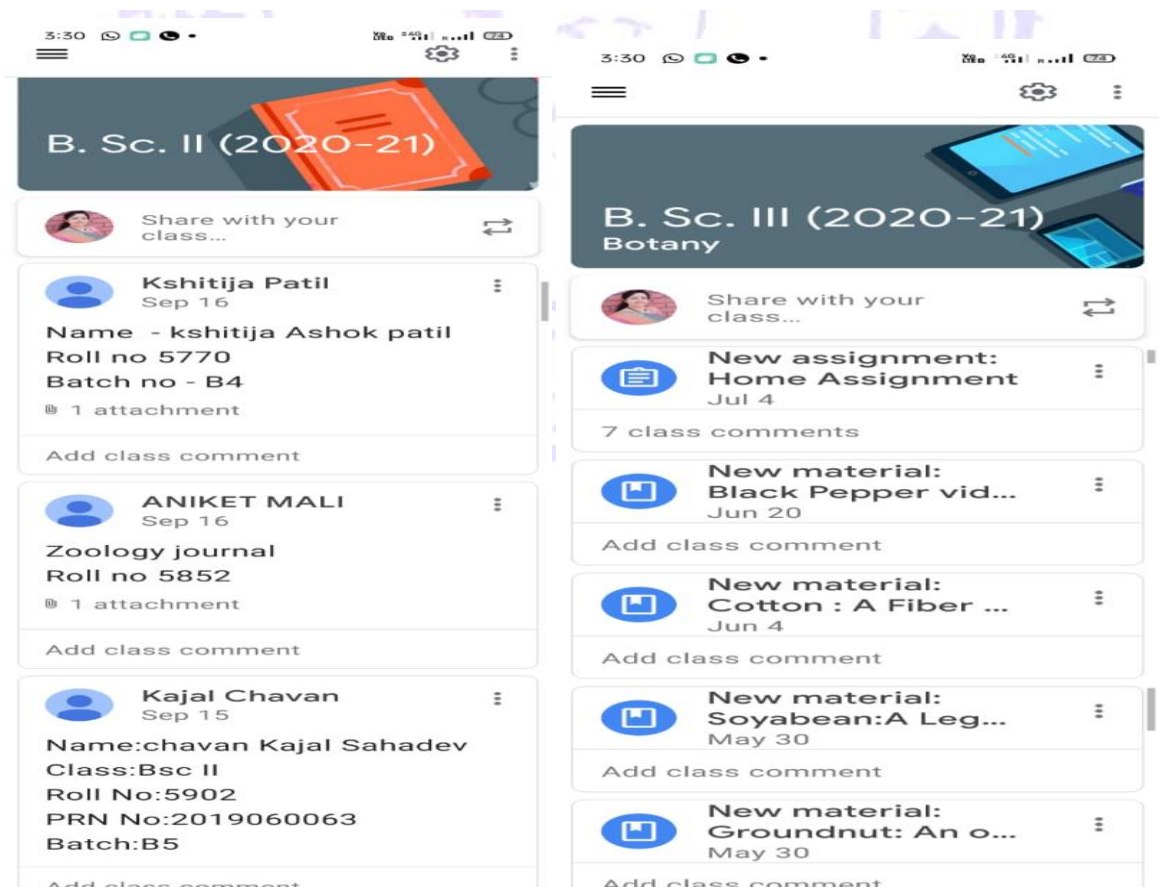 3:30
B. Sc. II (2020-21)
Share with your
class...
Kshitija Patil
Sep 16
Name - kshitija Ashok patil
Roll no 5770
Batch no - B4
1 attachment
Add class comment
ANIKET MALI
Sep 16
Zoology journal
Roll no 5852
1 attachment
Add class comment
Kajal Chavan
Sep 15
Name:chavan Kajal Sahadev
Class:Bsc II
Roll No:5902
PRN No:2019060063
Batch:B5
Add class comment
3:30
B. Sc. III (2020-21)
Botany
Share with your
class...
New assignment:
Home Assignment
Jul 4
7 class comments
New material:
Black Pepper vid...
Jun 20
Add class comment
New material:
Cotton : A Fiber ...
Jun 4
Add class comment
New material:
Soyabean:A Leg...
May 30
Add class comment
New material:
Groundnut: An o...
May 30
Add class comment